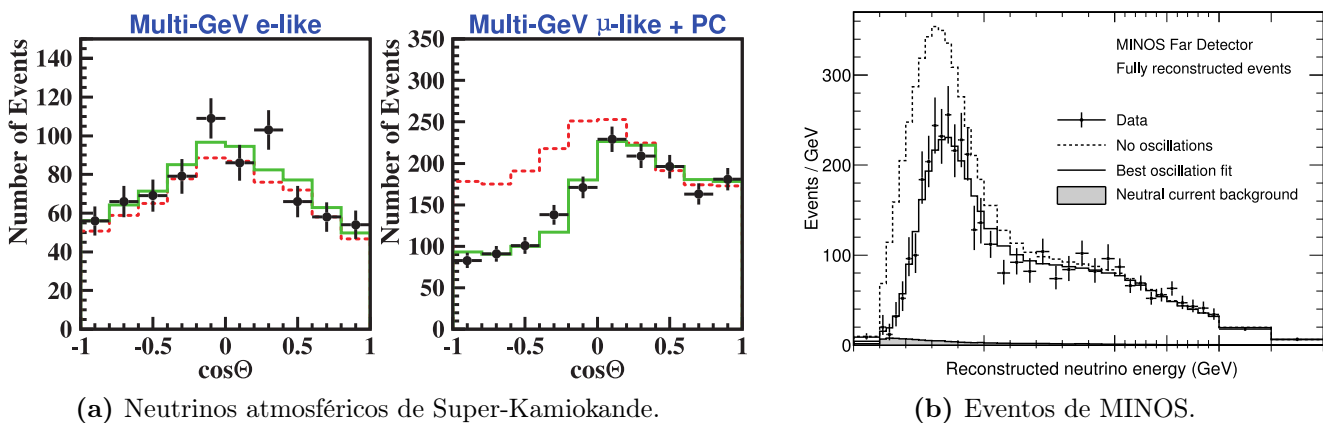 Multi-GeV e-like
Number of Events
0
20
40
60
80
100
120
140
-1
-0.5
0
0.5
1
cosΘ
Multi-GeV μ-like + PC
Number of Events
0
50
100
150
200
250
300
350
-1
-0.5
0
0.5
1
cosΘ
(a) Neutrinos atmosféricos de Super-Kamiokande.
Events / GeV
0
100
200
300
MINOS Far Detector
Fully reconstructed events
Data
No oscillations
Best oscillation fit
Neutral current background
Reconstructed neutrino energy (GeV)
(b) Eventos de MINOS.